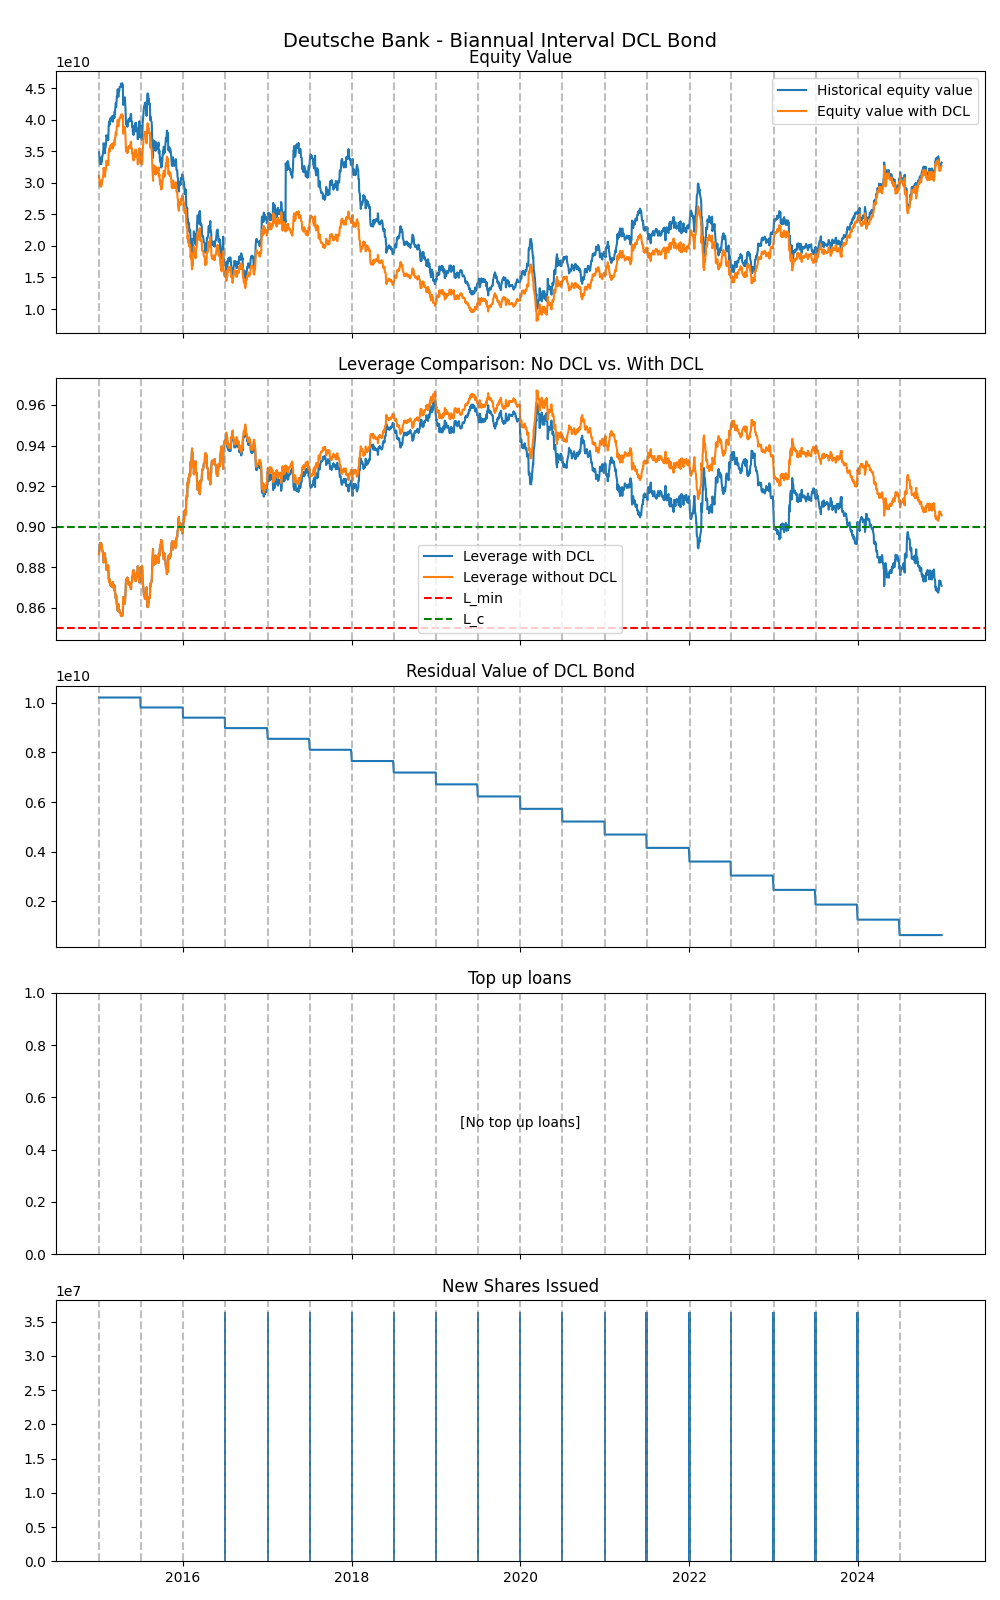 Deutsche Bank - Biannual Interval DCL Bond
Equity Value
1e10
4.5
4.0
3.5
3.0
2.5
2.0
1.5
1.0
Historical equity value
Equity value with DCL
Leverage Comparison: No DCL vs. With DCL
0.96
0.94
0.92
0.90
0.88
0.86
Leverage with DCL
Leverage without DCL
L_min
L_c
Residual Value of DCL Bond
1e10
1.0
0.8
0.6
0.4
0.2
Top up loans
1.0
0.8
0.6
0.4
0.2
0.0
[No top up loans]
New Shares Issued
1e7
3.5
3.0
2.5
2.0
1.5
1.0
0.5
0.0
2016
2018
2020
2022
2024